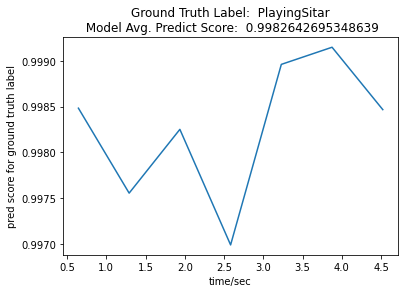 Ground Truth Label:  PlayingSitar
Model Avg. Predict Score:  0.9982642695348639
pred score for ground truth label
0.9990
0.9985
0.9980
0.9975
0.9970
0.5 1.0 1.5 2.0 2.5 3.0 3.5 4.0 4.5
time/sec